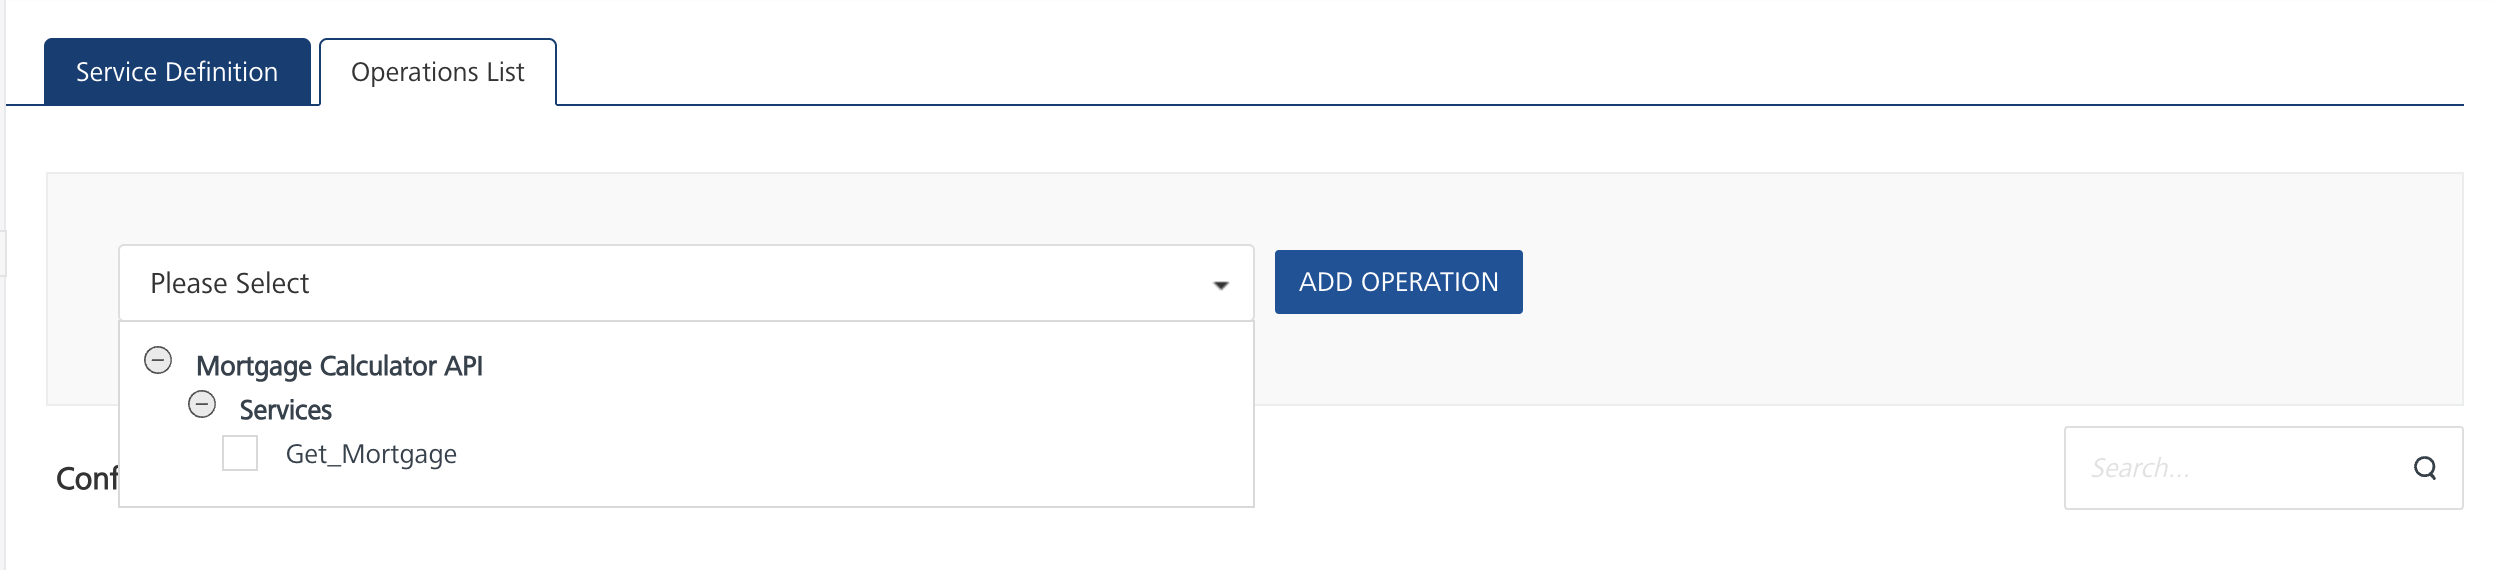 Service Definition
Operations List
Please Select
ADD OPERATION
Mortgage Calculator API
Services
Get_Mortgage
Conf
Search...